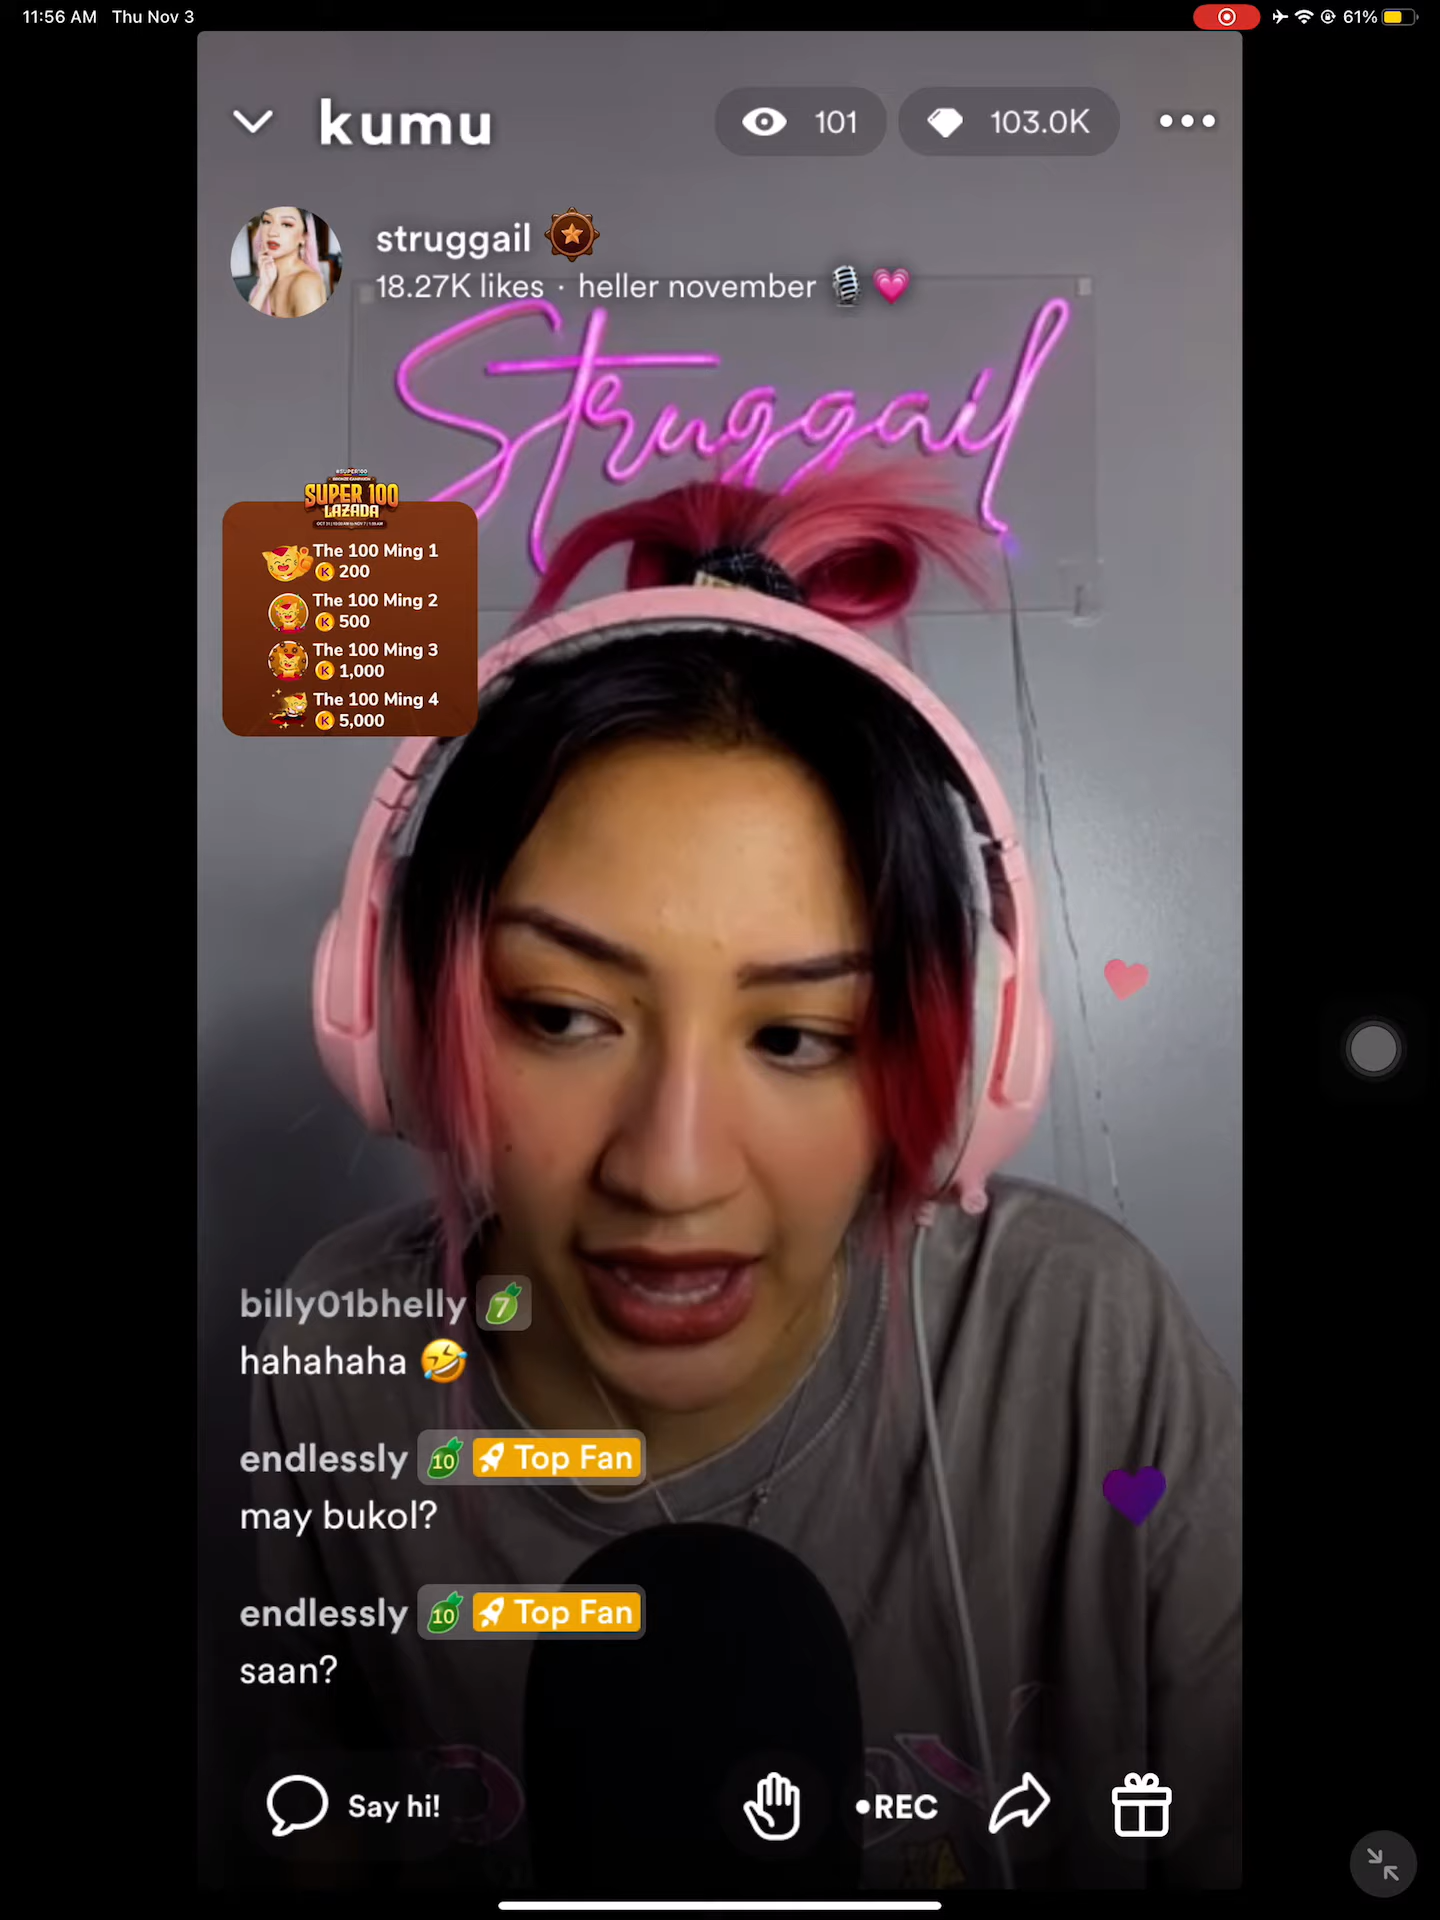 11:56 AM Thu Nov 3
61%
kumu
101
103.0K
struggail
18.27K likes · heller november
Struggail
#SUPER100
BRONZE CAMPAIGN
SUPER 100
LAZADA
The 100 Ming 1
K 200
The 100 Ming 2
K 500
The 100 Ming 3
K 1,000
The 100 Ming 4
K 5,000
billy01bhelly 7
hahahaha 🤣
endlessly 10 Top Fan
may bukol?
endlessly 10 Top Fan
saan?
Say hi!
•REC